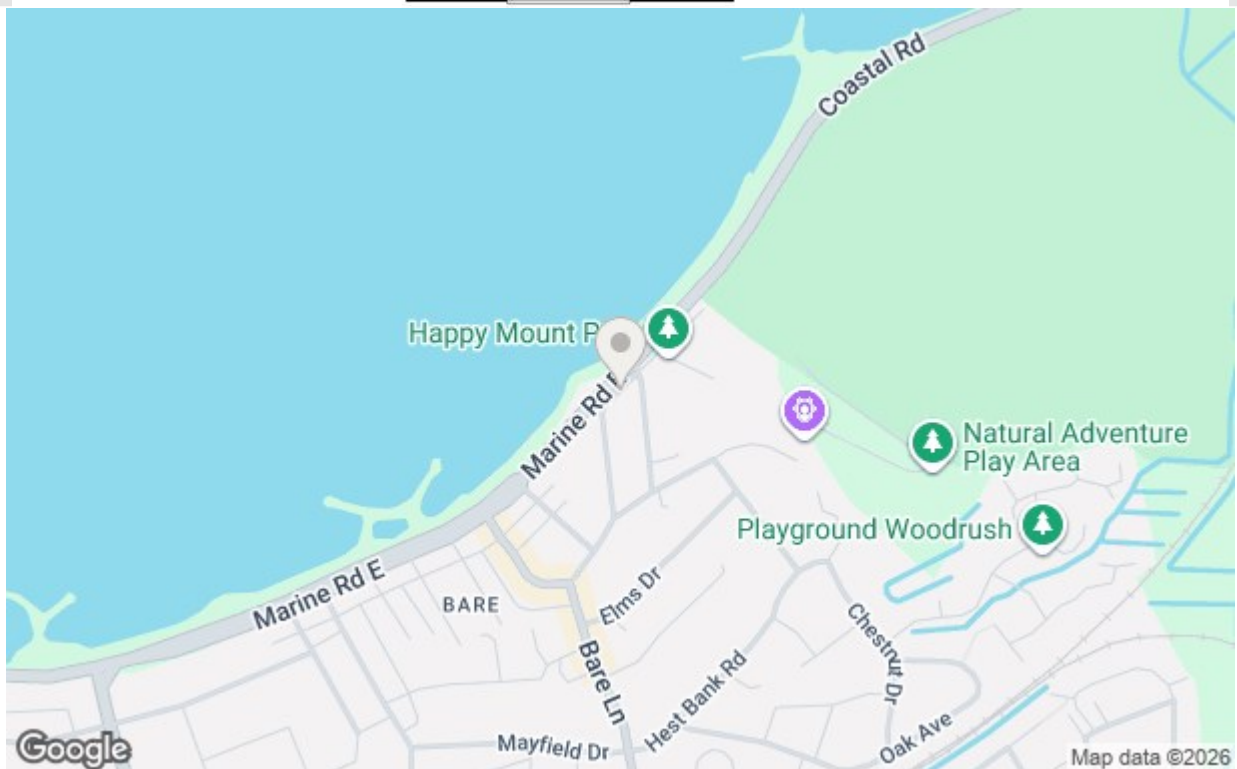 Coastal Rd
Happy Mount P
Marine Rd E
Natural Adventure
Play Area
Playground Woodrush
Marine Rd E
BARE
Elms Dr
Chestnut Dr
Bare Ln
Hest Bank Rd
Oak Ave
Mayfield Dr
Google
Map data ©2026